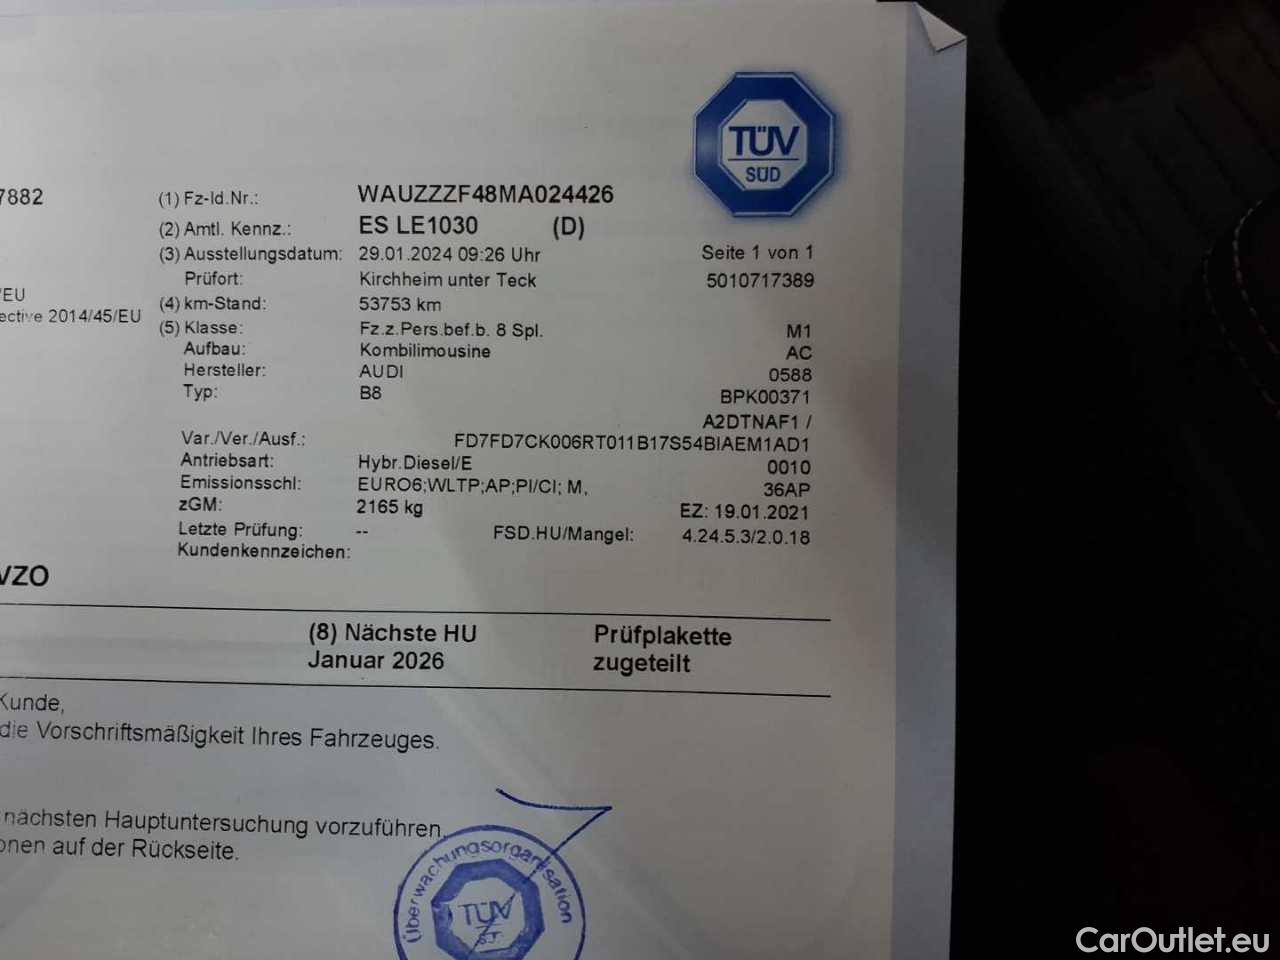 TÜV
SÜD
7882
(1) Fz-Id.Nr.: WAUZZZF48MA024426
(2) Amtl. Kennz.: ES LE1030 (D)
(3) Ausstellungsdatum: 29.01.2024 09:26 Uhr Seite 1 von 1
Prüfort: Kirchheim unter Teck 5010717389
/EU (4) km-Stand: 53753 km
ective 2014/45/EU (5) Klasse: Fz.z.Pers.bef.b. 8 Spl. M1
Aufbau: Kombilimousine AC
Hersteller: AUDI 0588
Typ: B8 BPK00371
A2DTNAF1 /
Var./Ver./Ausf.: FD7FD7CK006RT011B17S54BIAEM1AD1
Antriebsart: Hybr.Diesel/E 0010
Emissionsschl: EURO6;WLTP;AP;PI/CI; M, 36AP
zGM: 2165 kg EZ: 19.01.2021
Letzte Prüfung: -- FSD.HU/Mangel: 4.24.5.3/2.0.18
Kundenkennzeichen:
VZO
(8) Nächste HU Prüfplakette
Januar 2026 zugeteilt
Kunde,
die Vorschriftsmäßigkeit Ihres Fahrzeuges.
nächsten Hauptuntersuchung vorzuführen.
onen auf der Rückseite.
Überwachungsorganisation
TÜV
CarOutlet.eu